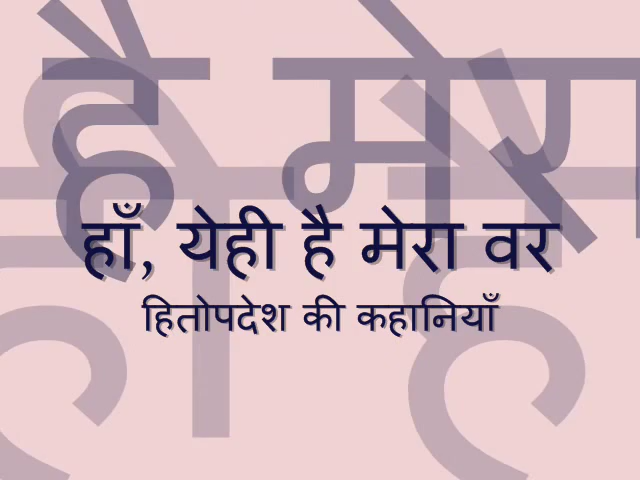 हाँ, येही है मेरा वर
हितोपदेश की कहानियाँ